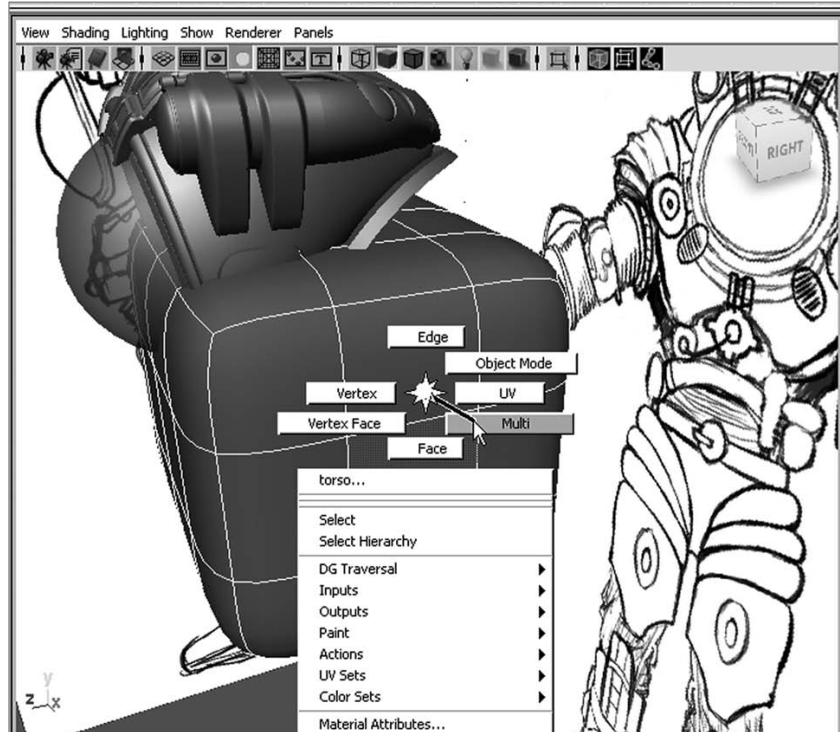 View Shading Lighting Show Renderer Panels
T
RIGHT
Edge
Object Mode
Vertex
UV
Vertex Face
Multi
Face
torso...
Select
Select Hierarchy
DG Traversal
Inputs
Outputs
Paint
Actions
UV Sets
Color Sets
Material Attributes...
y
z x